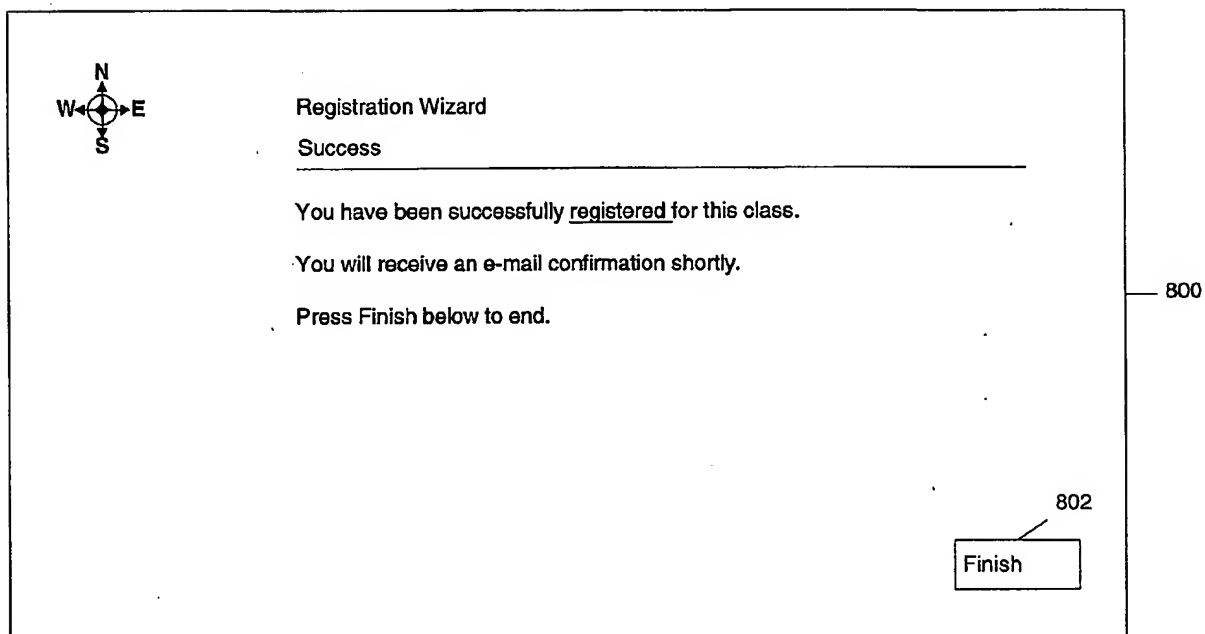 N
W E
S
Registration Wizard
Success
You have been successfully registered for this class.
You will receive an e-mail confirmation shortly.
Press Finish below to end.
800
802
Finish